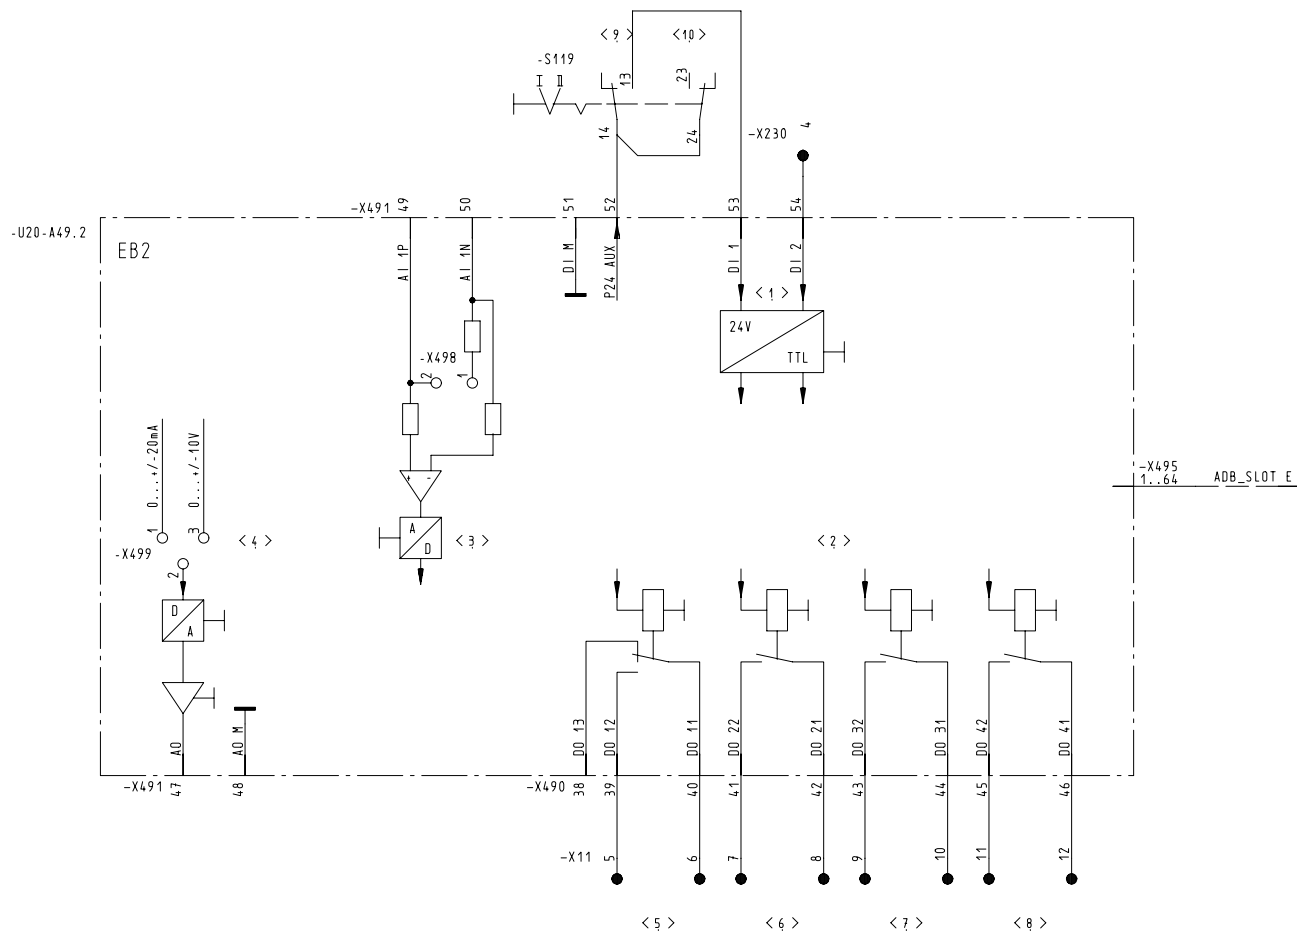 <9> <10>
-S119
I II
13
23
14
24
-X230
4
-X491
49
50
51
52
53
54
-U20-A49.2
EB2
AI 1P
AI 1N
DI M
P24 AUX
DI 1
DI 2
<1>
24V
TTL
-X498
2
1
0...+/-20mA
0...+/-10V
-X495
1..64
ADB_SLOT E
+ -
1
3
<4>
A
D
<3>
<2>
-X499
2
D
A
AO
AO M
DO 13
DO 12
DO 11
DO 22
DO 21
DO 32
DO 31
DO 42
DO 41
-X491
47
48
-X490
38
39
40
41
42
43
44
45
46
-X11
5
6
7
8
9
10
11
12
<5> <6> <7> <8>